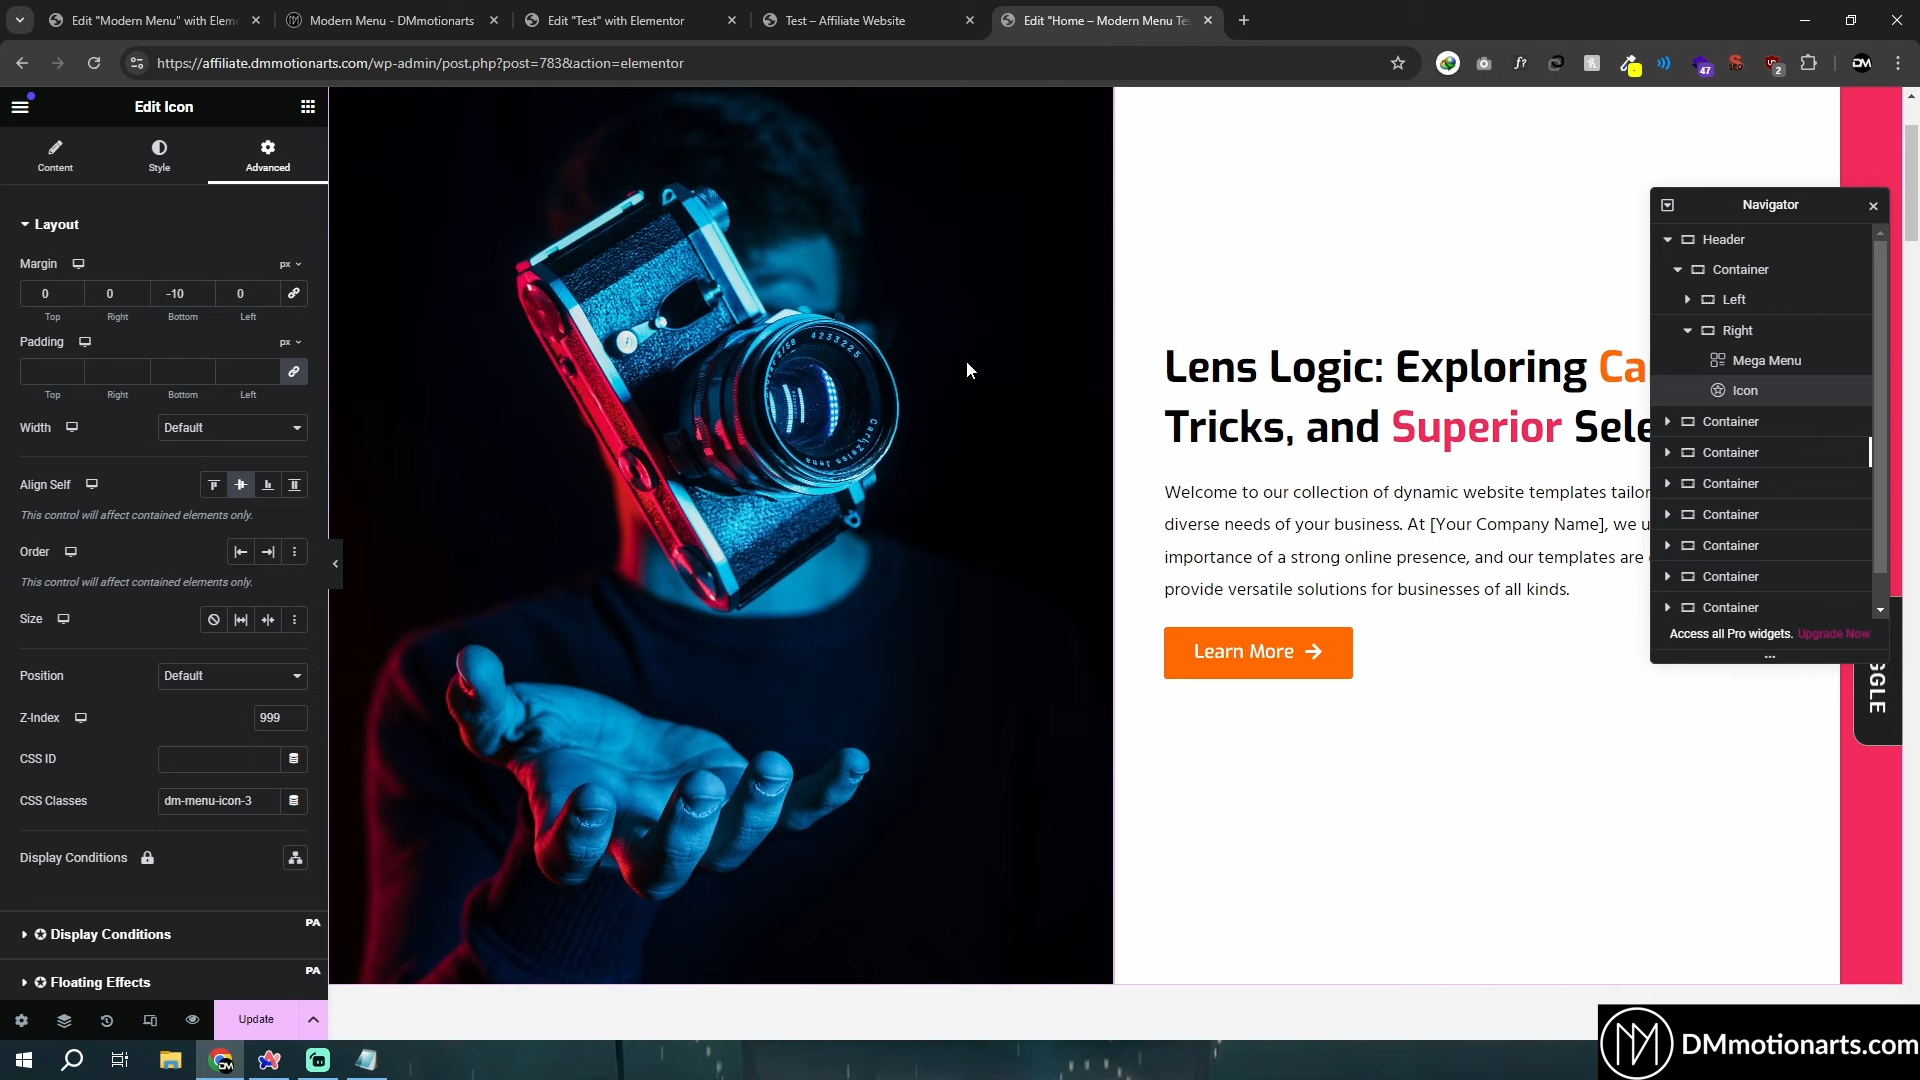 Edit "Modern Menu" with Elem
Modern Menu - DMmotionarts
Edit "Test" with Elementor
Test – Affiliate Website
Edit "Home – Modern Menu Te
https://affiliate.dmmotionarts.com/wp-admin/post.php?post=783&action=elementor
f?
47
2
DM
Edit Icon
Content
Style
Advanced
Layout
Margin
px
0
0
-10
0
Top
Right
Bottom
Left
Padding
px
Top
Right
Bottom
Left
Width
Default
Align Self
This control will affect contained elements only.
Order
This control will affect contained elements only.
Size
Position
Default
Z-Index
999
CSS ID
CSS Classes
dm-menu-icon-3
Display Conditions
PA
Display Conditions
PA
Floating Effects
Update
4233225
Carl Zeiss Jena
Lens Logic: Exploring Ca
Tricks, and Superior Sele
Welcome to our collection of dynamic website templates tailor
diverse needs of your business. At [Your Company Name], we u
importance of a strong online presence, and our templates are
provide versatile solutions for businesses of all kinds.
Learn More
Navigator
Header
Container
Left
Right
Mega Menu
Icon
Container
Container
Container
Container
Container
Container
Container
Access all Pro widgets. Upgrade Now
GGLE
DMmotionarts.com